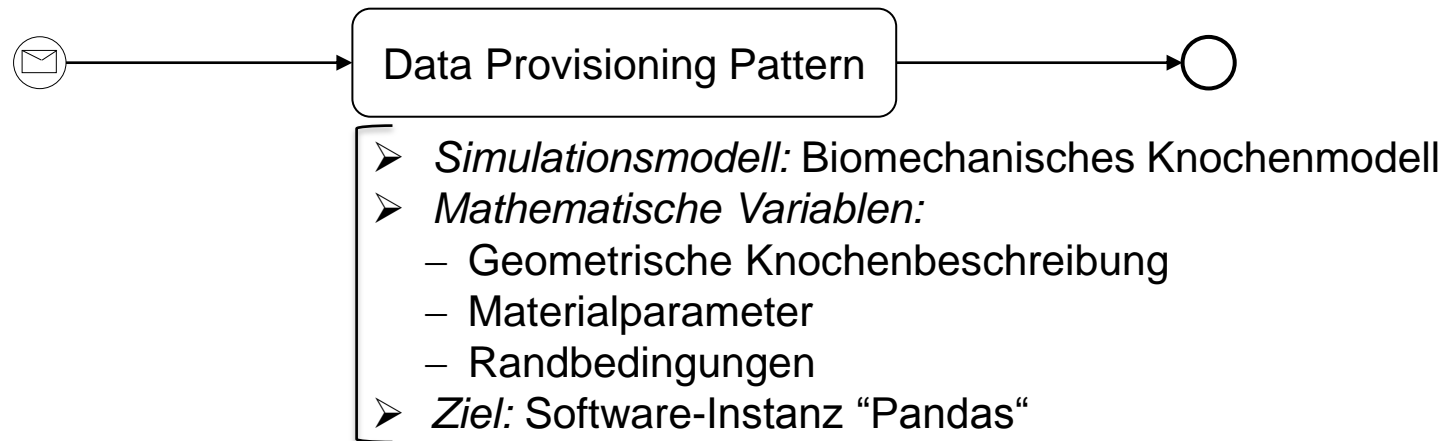 Data Provisioning Pattern
➢ Simulationsmodell: Biomechanisches Knochenmodell
➢ Mathematische Variablen:
– Geometrische Knochenbeschreibung
– Materialparameter
– Randbedingungen
➢ Ziel: Software-Instanz “Pandas“